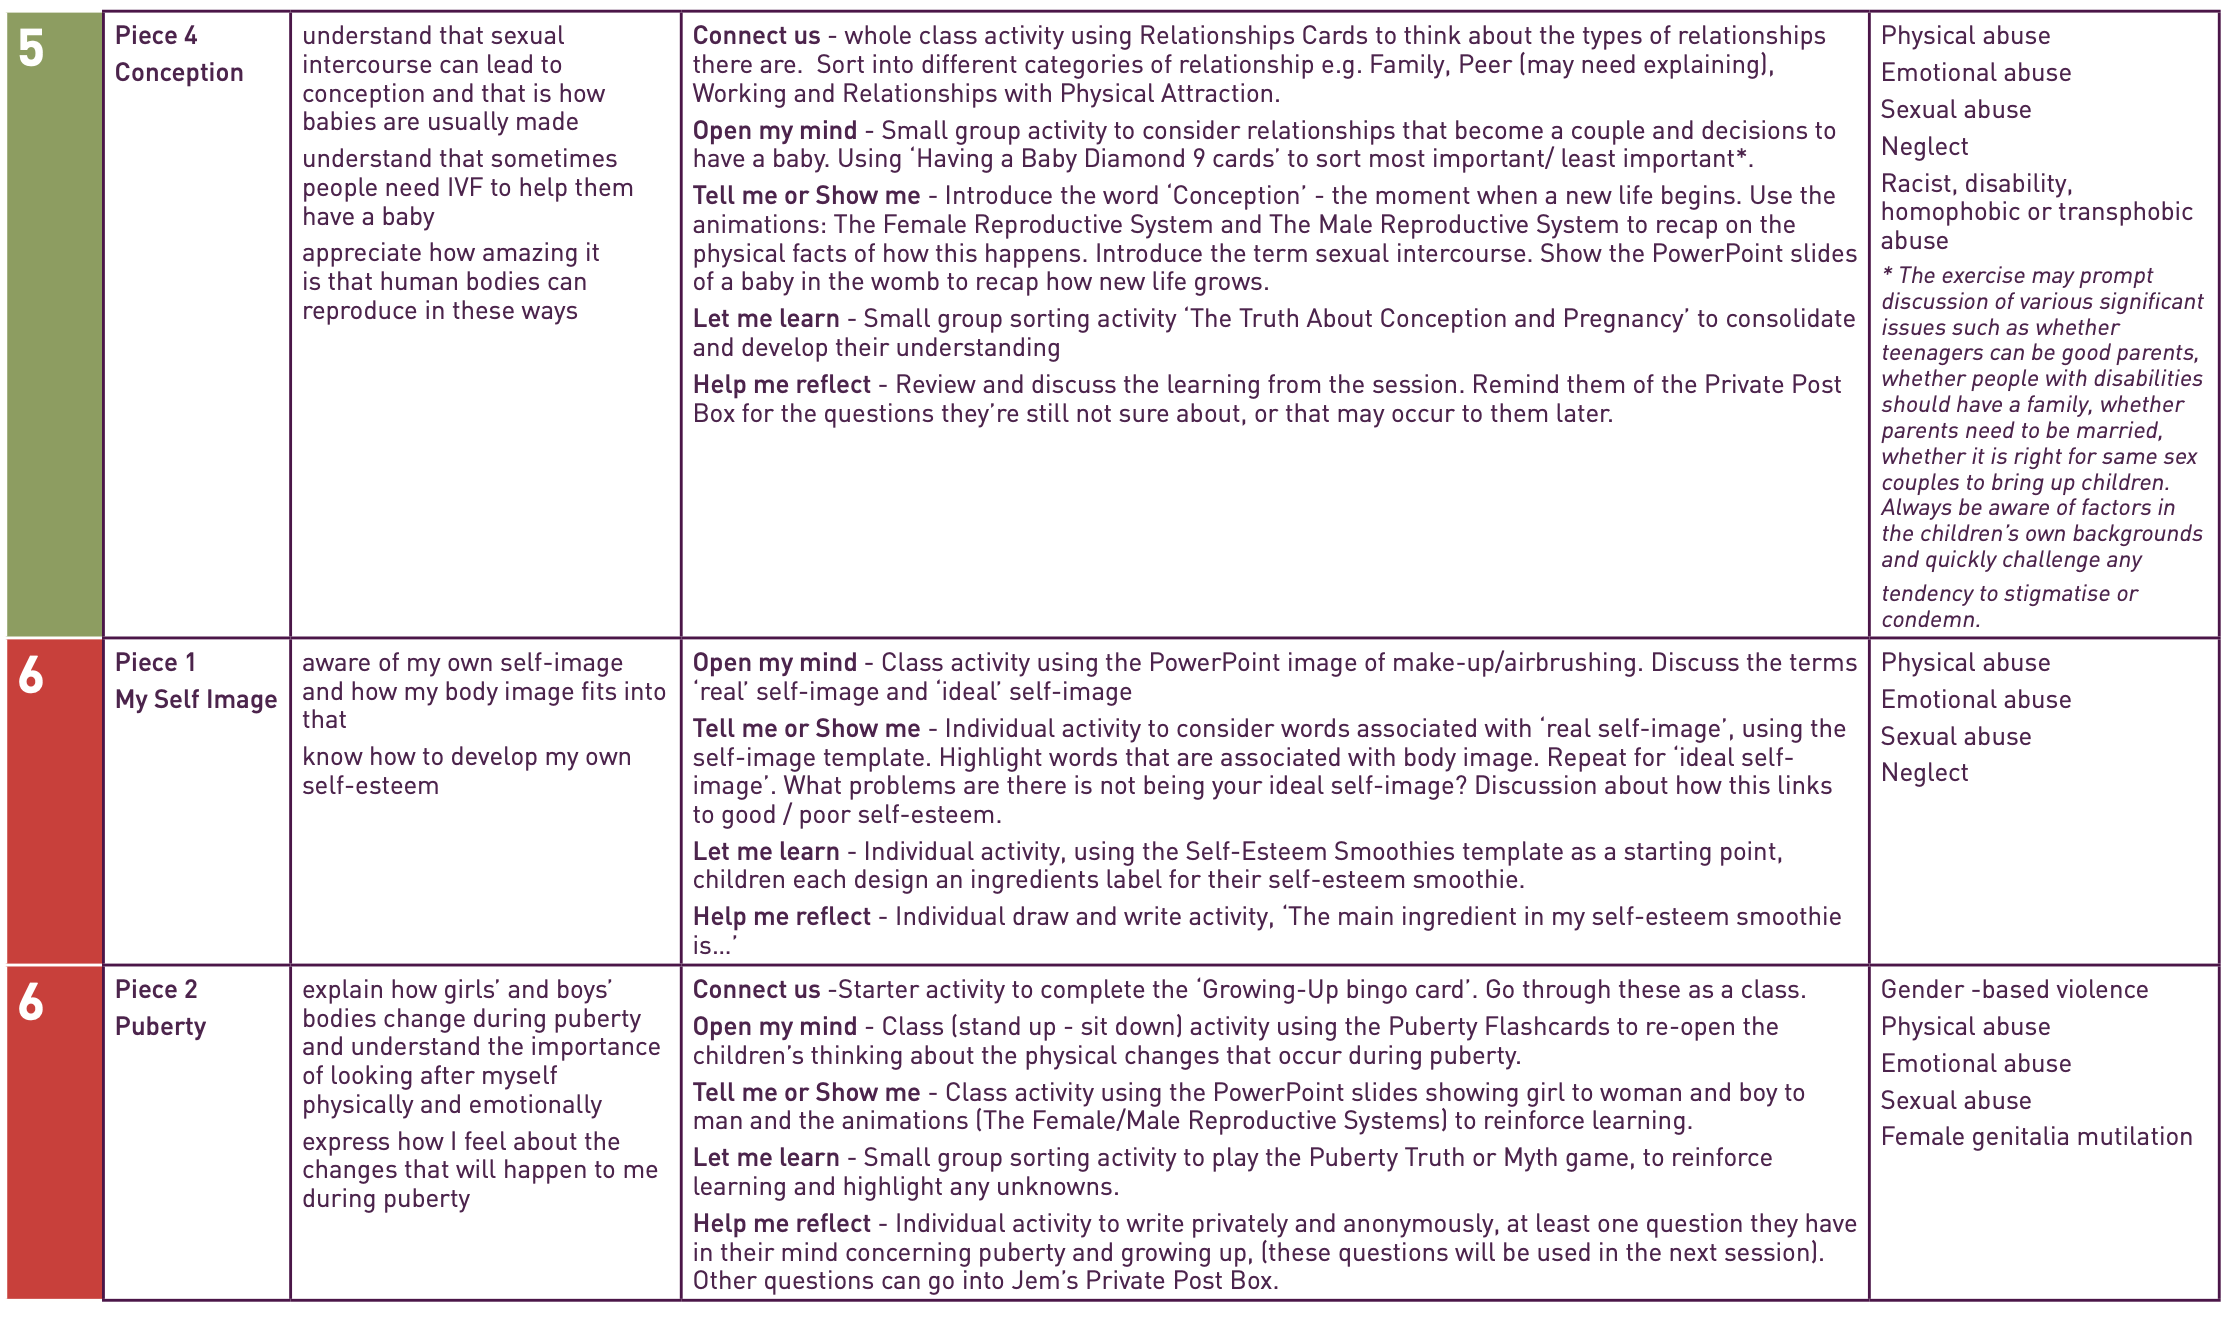 5
Piece 4
Conception
understand that sexual
intercourse can lead to
conception and that is how
babies are usually made
understand that sometimes
people need IVF to help them
have a baby
appreciate how amazing it
is that human bodies can
reproduce in these ways
Connect us - whole class activity using Relationships Cards to think about the types of relationships
there are.  Sort into different categories of relationship e.g. Family, Peer (may need explaining),
Working and Relationships with Physical Attraction.
Open my mind - Small group activity to consider relationships that become a couple and decisions to
have a baby. Using ‘Having a Baby Diamond 9 cards’ to sort most important/ least important*.
Tell me or Show me - Introduce the word ‘Conception’ - the moment when a new life begins. Use the
animations: The Female Reproductive System and The Male Reproductive System to recap on the
physical facts of how this happens. Introduce the term sexual intercourse. Show the PowerPoint slides
of a baby in the womb to recap how new life grows.
Let me learn - Small group sorting activity ‘The Truth About Conception and Pregnancy’ to consolidate
and develop their understanding
Help me reflect - Review and discuss the learning from the session. Remind them of the Private Post
Box for the questions they’re still not sure about, or that may occur to them later.
Physical abuse
Emotional abuse
Sexual abuse
Neglect
Racist, disability,
homophobic or transphobic
abuse
* The exercise may prompt
discussion of various significant
issues such as whether
teenagers can be good parents,
whether people with disabilities
should have a family, whether
parents need to be married,
whether it is right for same sex
couples to bring up children.
Always be aware of factors in
the children’s own backgrounds
and quickly challenge any
tendency to stigmatise or
condemn.
6
Piece 1
My Self Image
aware of my own self-image
and how my body image fits into
that
know how to develop my own
self-esteem
Open my mind - Class activity using the PowerPoint image of make-up/airbrushing. Discuss the terms
‘real’ self-image and ‘ideal’ self-image
Tell me or Show me - Individual activity to consider words associated with ‘real self-image’, using the
self-image template. Highlight words that are associated with body image. Repeat for ‘ideal self-
image’. What problems are there is not being your ideal self-image? Discussion about how this links
to good / poor self-esteem.
Let me learn - Individual activity, using the Self-Esteem Smoothies template as a starting point,
children each design an ingredients label for their self-esteem smoothie.
Help me reflect - Individual draw and write activity, ‘The main ingredient in my self-esteem smoothie
is...’
Physical abuse
Emotional abuse
Sexual abuse
Neglect
6
Piece 2
Puberty
explain how girls’ and boys’
bodies change during puberty
and understand the importance
of looking after myself
physically and emotionally
express how I feel about the
changes that will happen to me
during puberty
Connect us -Starter activity to complete the ‘Growing-Up bingo card’. Go through these as a class.
Open my mind - Class (stand up - sit down) activity using the Puberty Flashcards to re-open the
children’s thinking about the physical changes that occur during puberty.
Tell me or Show me - Class activity using the PowerPoint slides showing girl to woman and boy to
man and the animations (The Female/Male Reproductive Systems) to reinforce learning.
Let me learn - Small group sorting activity to play the Puberty Truth or Myth game, to reinforce
learning and highlight any unknowns.
Help me reflect - Individual activity to write privately and anonymously, at least one question they have
in their mind concerning puberty and growing up, (these questions will be used in the next session).
Other questions can go into Jem’s Private Post Box.
Gender -based violence
Physical abuse
Emotional abuse
Sexual abuse
Female genitalia mutilation